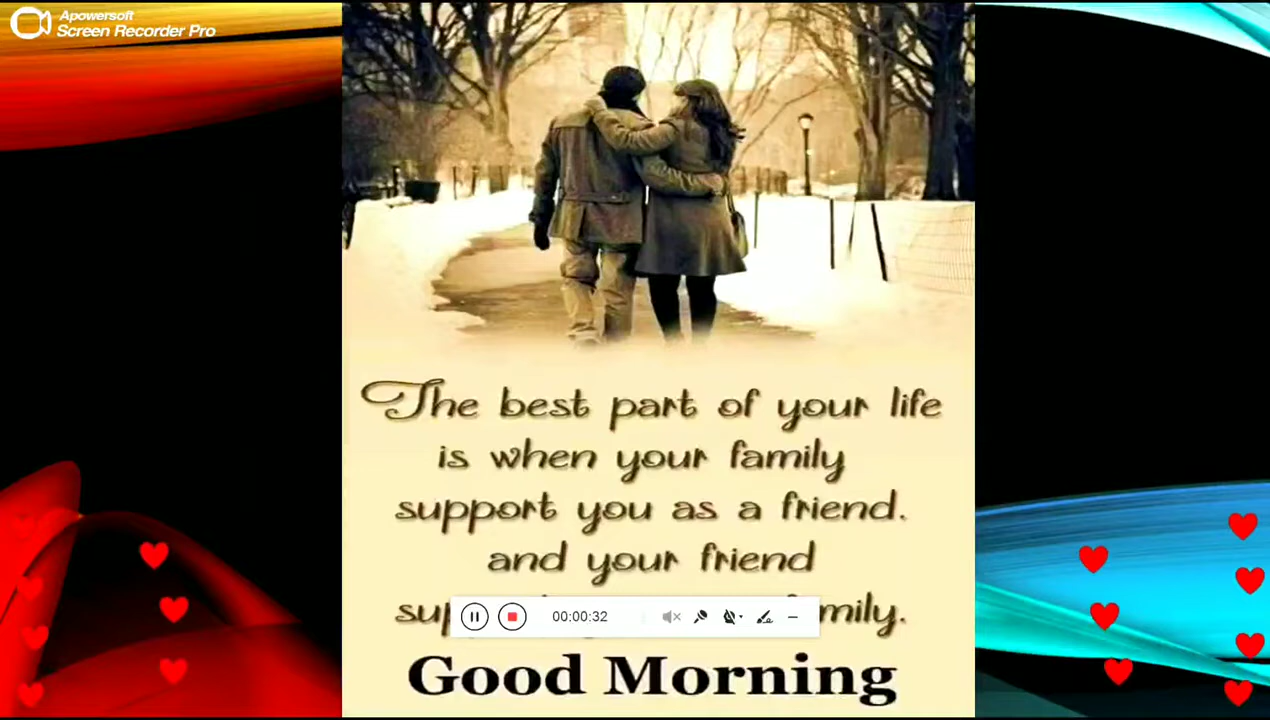 Apowersoft
Screen Recorder Pro
The best part of your life
is when your family
support you as a friend.
and your friend
00:00:32
Good Morning